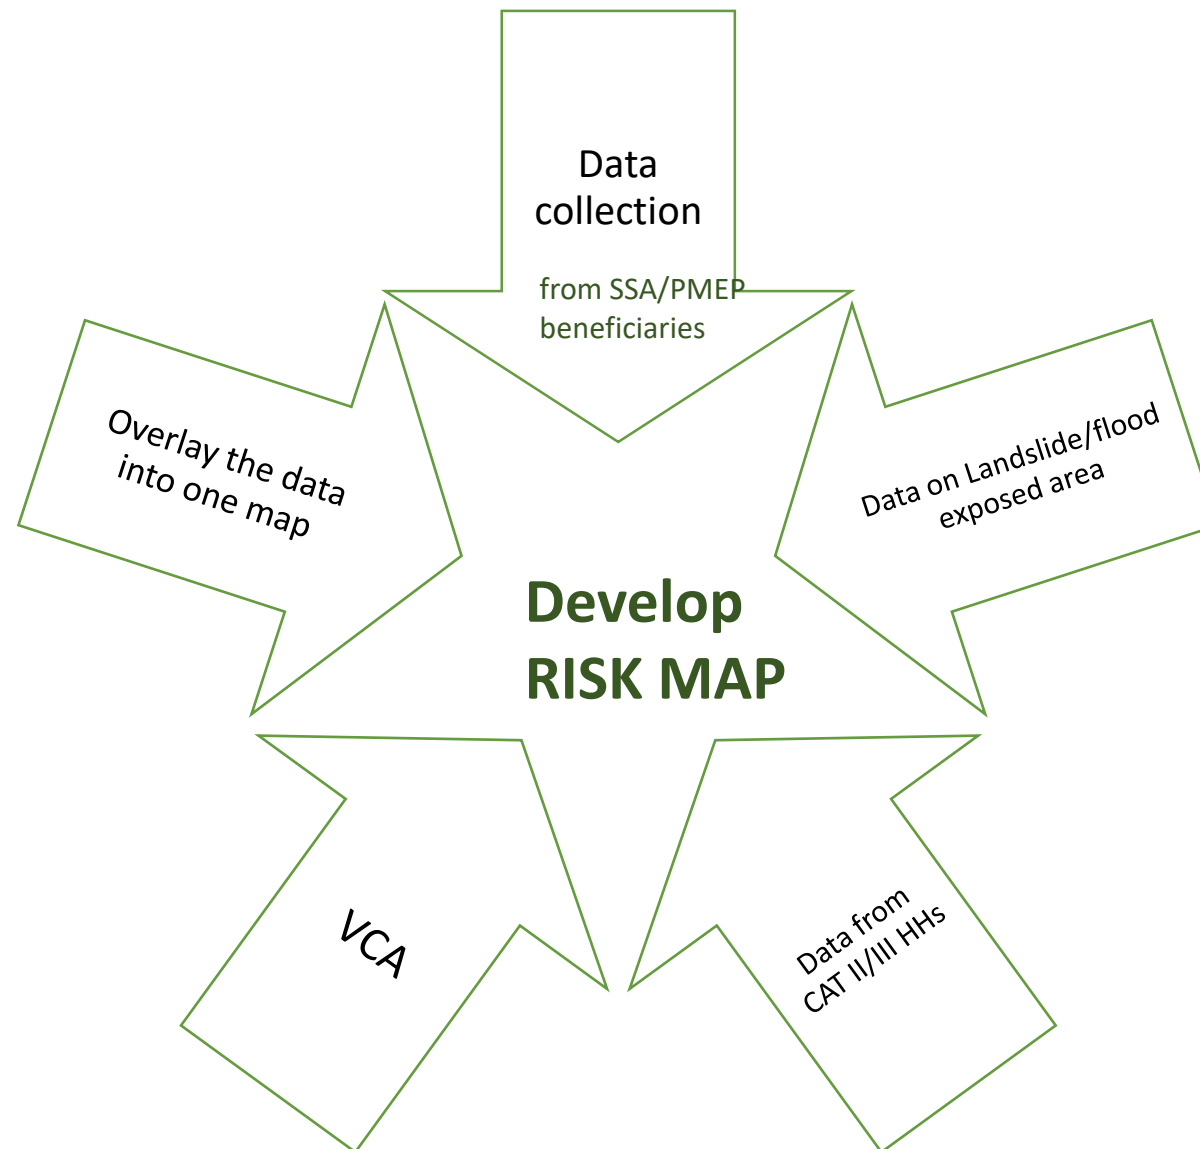 Data
collection
from SSA/PMEP
beneficiaries
Overlay the data
into one map
Data on Landslide/flood
exposed area
Develop
RISK MAP
VCA
Data from
CAT II/III HHs